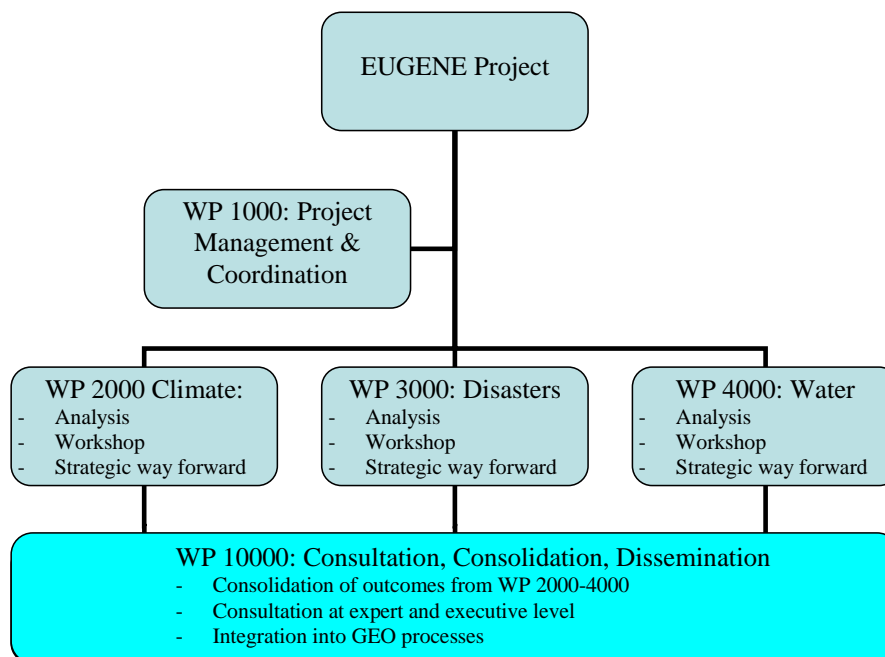 EUGENE Project
WP 1000: Project
Management &
Coordination
WP 2000 Climate:
- Analysis
- Workshop
- Strategic way forward
WP 3000: Disasters
- Analysis
- Workshop
- Strategic way forward
WP 4000: Water
- Analysis
- Workshop
- Strategic way forward
WP 10000: Consultation, Consolidation, Dissemination
- Consolidation of outcomes from WP 2000-4000
- Consultation at expert and executive level
- Integration into GEO processes